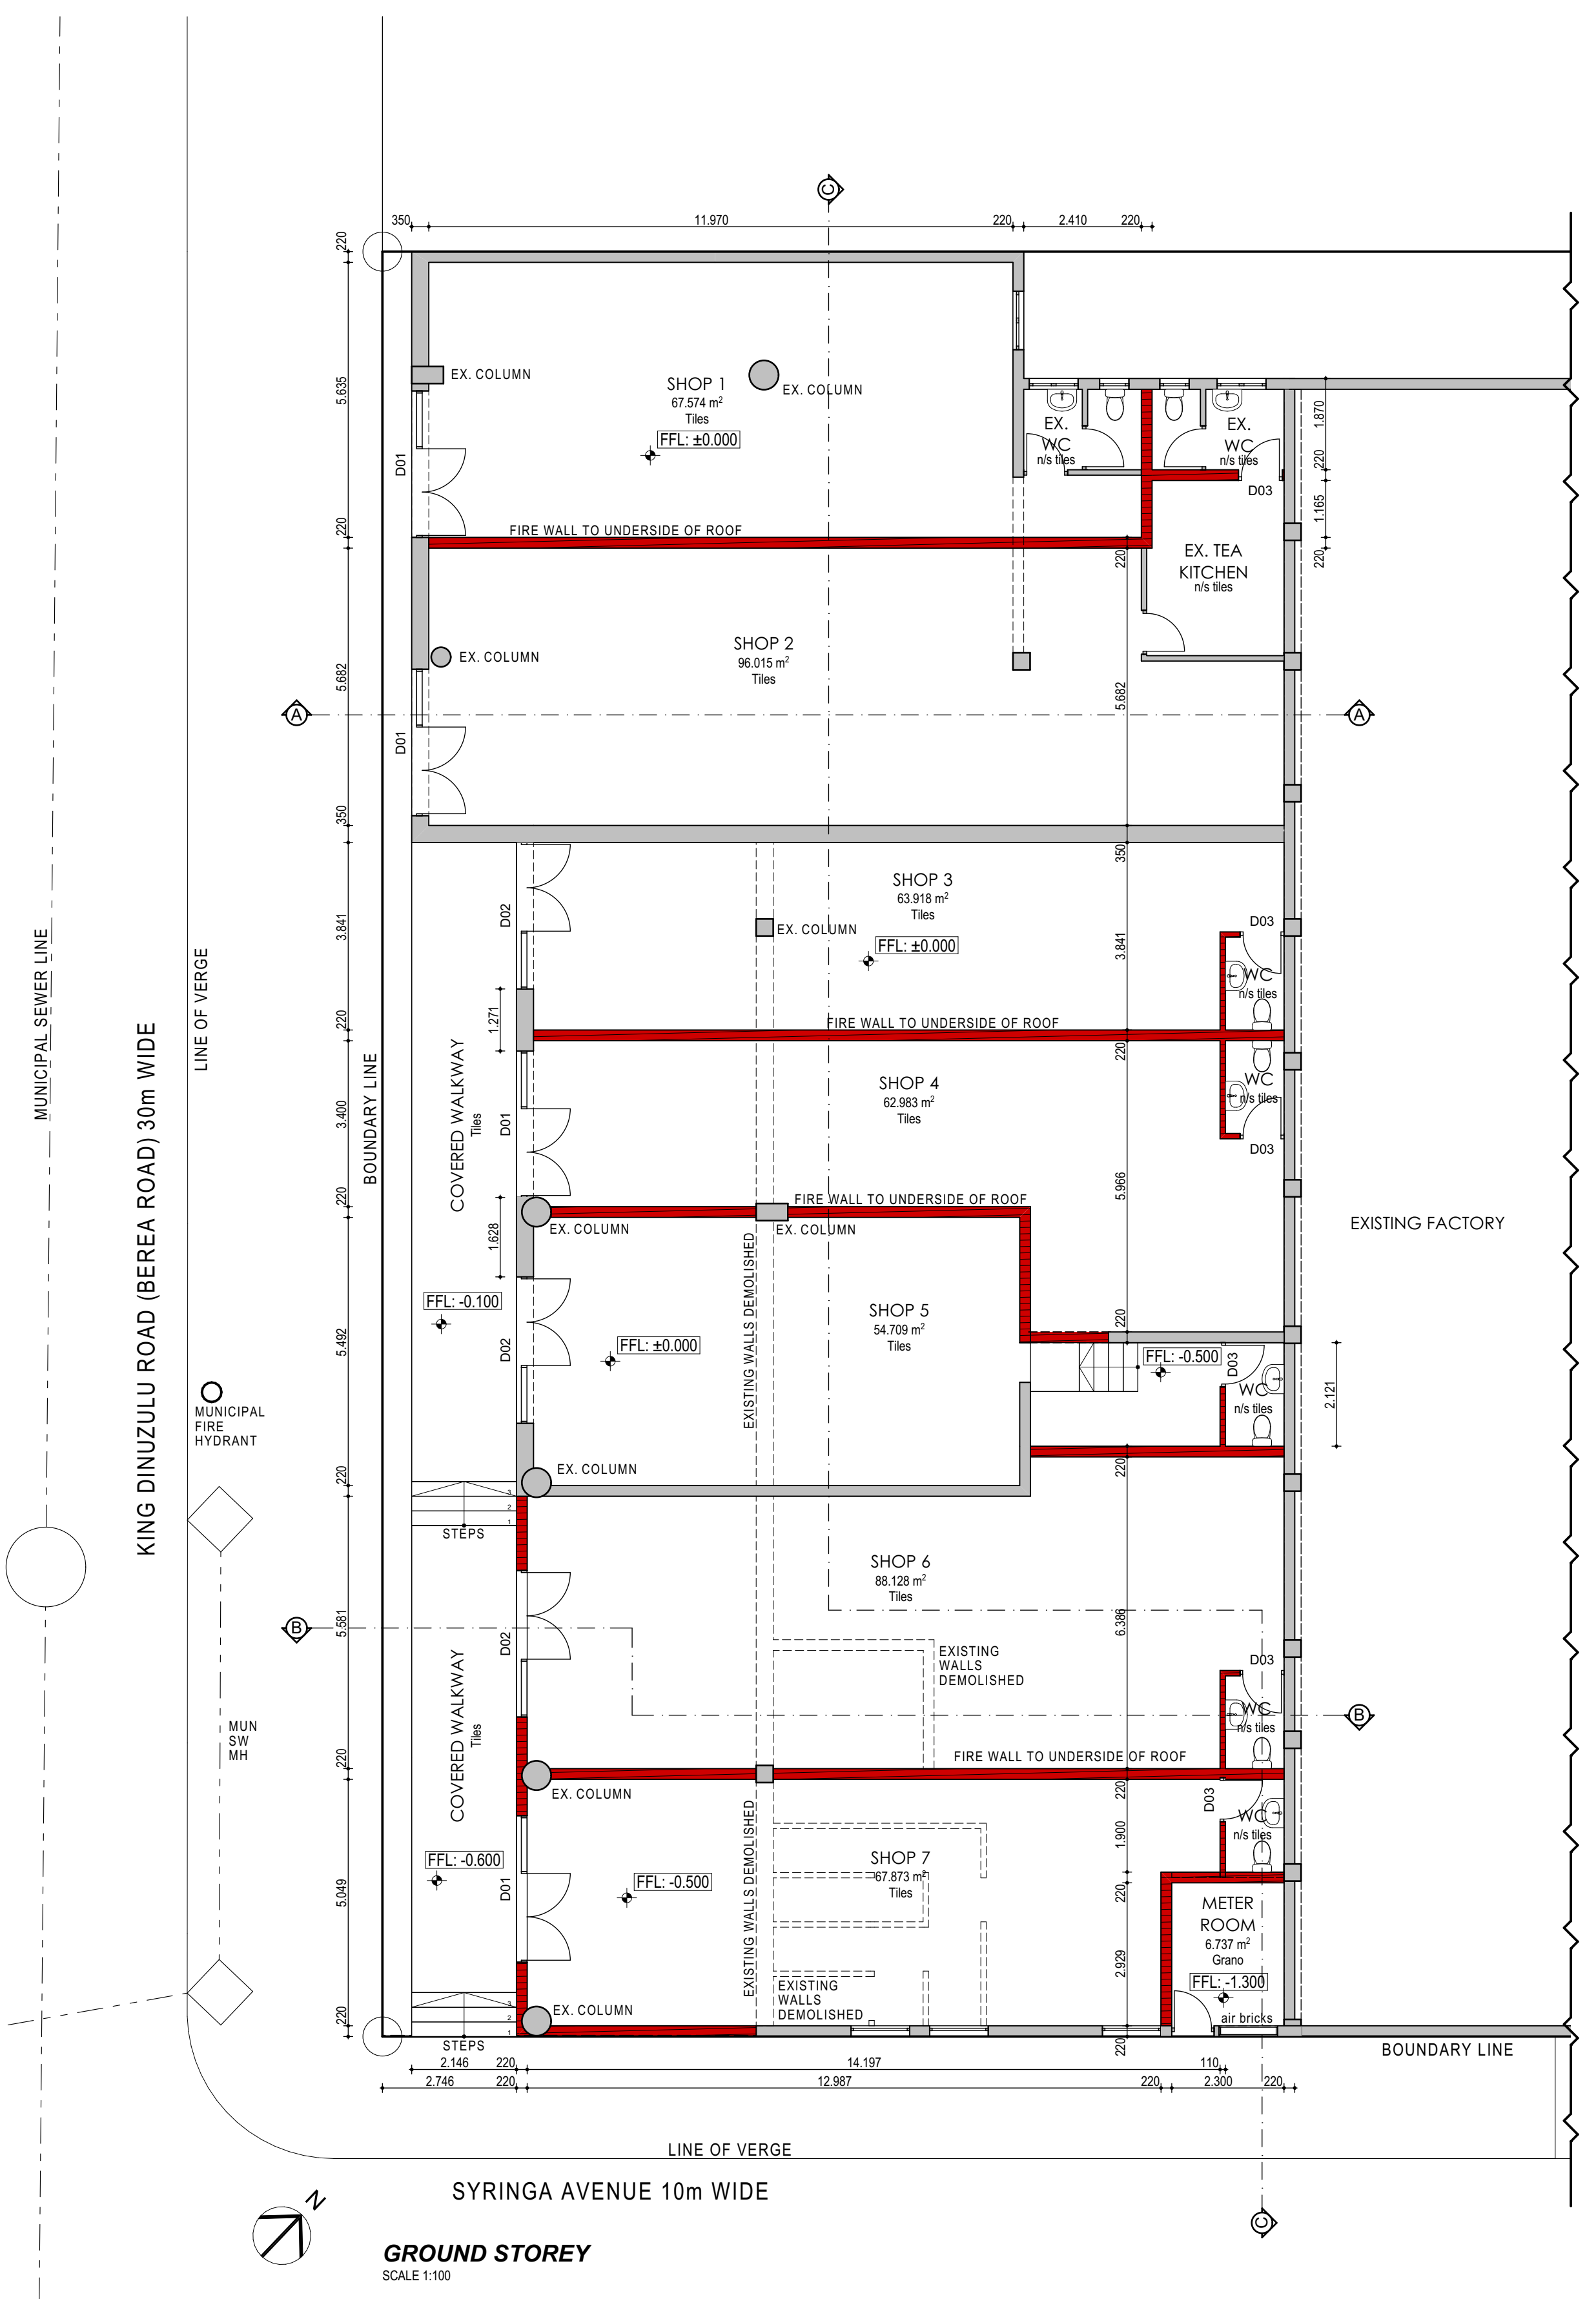 350
11.970
220
2.410
220
C
220
5.635
220
5.682
350
3.841
220
3.400
220
5.492
220
5.581
220
5.049
220
EX. COLUMN
SHOP 1
67.574 m²
Tiles
FFL: ±0.000
EX. COLUMN
D01
FIRE WALL TO UNDERSIDE OF ROOF
EX.
WC
n/s tiles
EX.
WC
n/s tiles
D03
1.870
220
1.165
220
EX. TEA
KITCHEN
n/s tiles
220
SHOP 2
96.015 m²
Tiles
EX. COLUMN
5.682
A
A
D01
350
SHOP 3
63.918 m²
Tiles
EX. COLUMN
FFL: ±0.000
D02
3.841
D03
WC
n/s tiles
1.271
FIRE WALL TO UNDERSIDE OF ROOF
220
SHOP 4
62.983 m²
Tiles
WC
n/s tiles
D03
D01
COVERED WALKWAY
Tiles
5.966
FIRE WALL TO UNDERSIDE OF ROOF
EX. COLUMN
EX. COLUMN
1.628
EXISTING WALLS DEMOLISHED
EXISTING FACTORY
FFL: -0.100
SHOP 5
54.709 m²
Tiles
FFL: ±0.000
D02
220
FFL: -0.500
D03
WC
n/s tiles
2.121
EX. COLUMN
220
3
2
1
STEPS
SHOP 6
88.128 m²
Tiles
6.386
B
B
D02
EXISTING
WALLS
DEMOLISHED
D03
WC
n/s tiles
COVERED WALKWAY
Tiles
FIRE WALL TO UNDERSIDE OF ROOF
EX. COLUMN
220
D03
WC
n/s tiles
1.900
EXISTING WALLS DEMOLISHED
SHOP 7
67.873 m²
Tiles
FFL: -0.600
FFL: -0.500
D01
220
METER
ROOM
6.737 m²
Grano
FFL: -1.300
air bricks
2.929
EXISTING
WALLS
DEMOLISHED
EX. COLUMN
3
2
1
STEPS
220
BOUNDARY LINE
2.146
220
14.197
110
2.746
220
12.987
220
2.300
220
MUNICIPAL SEWER LINE
KING DINUZULU ROAD (BEREA ROAD) 30m WIDE
LINE OF VERGE
BOUNDARY LINE
MUNICIPAL
FIRE
HYDRANT
MUN
SW
MH
LINE OF VERGE
SYRINGA AVENUE 10m WIDE
C
N
GROUND STOREY
SCALE 1:100